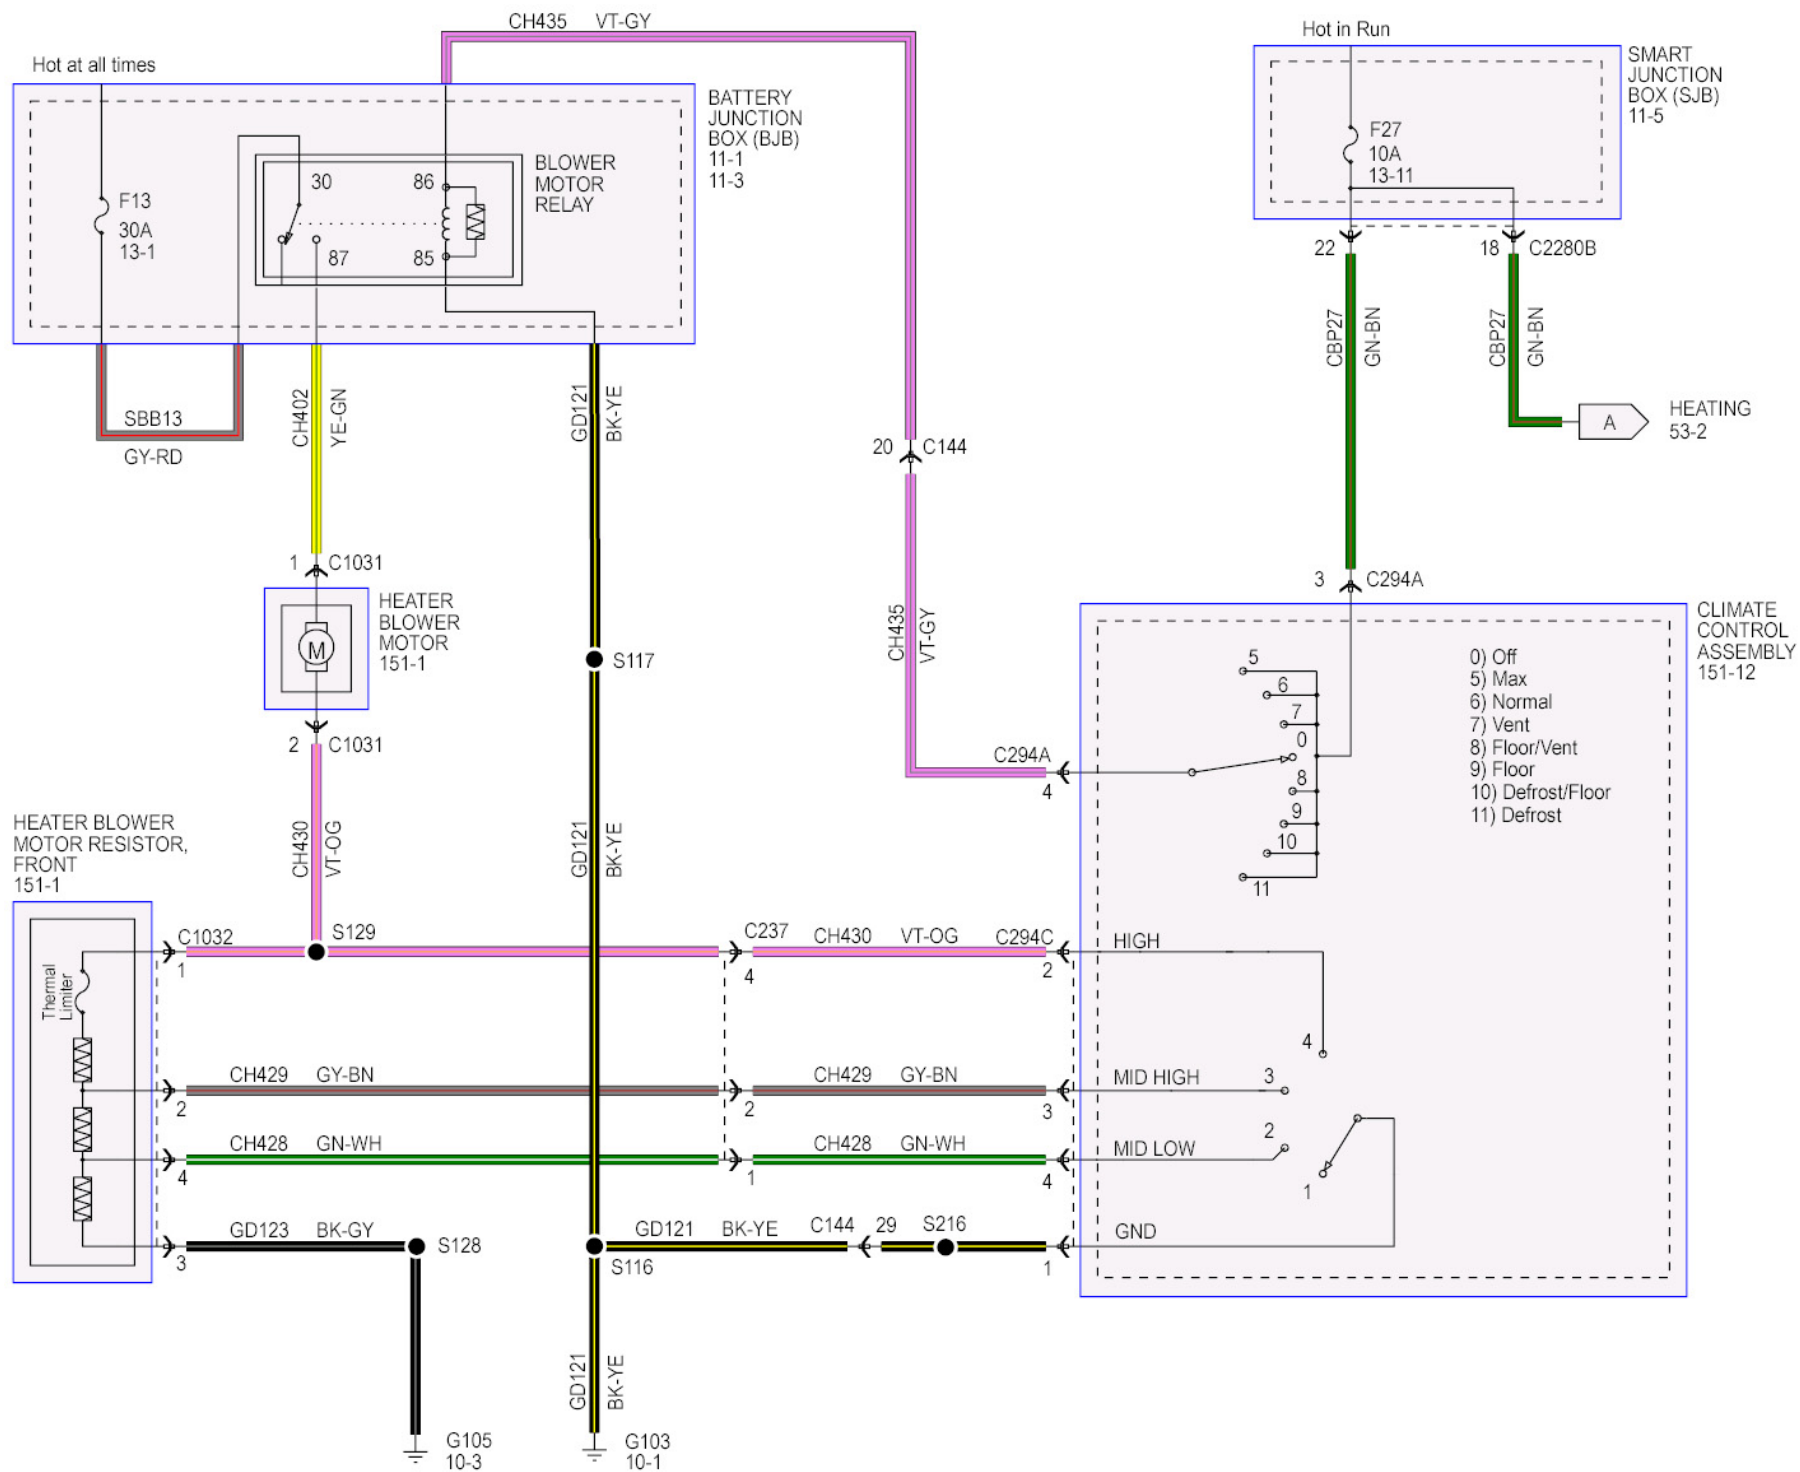 CH435 VT-GY
Hot at all times
BATTERY
JUNCTION
BOX (BJB)
11-1
11-3
F13
30A
13-1
30
86
87
85
BLOWER
MOTOR
RELAY
SBB13
GY-RD
CH402
YE-GN
GD121
BK-YE
1 C1031
HEATER
BLOWER
MOTOR
151-1
M
2 C1031
CH430
VT-OG
S117
GD121
BK-YE
20 C144
CH435
VT-GY
C294A
4
Hot in Run
SMART
JUNCTION
BOX (SJB)
11-5
F27
10A
13-11
22
18 C2280B
CBP27
GN-BN
CBP27
GN-BN
A
HEATING
53-2
3 C294A
CLIMATE
CONTROL
ASSEMBLY
151-12
5
6
7
0
8
9
10
11
0) Off
5) Max
6) Normal
7) Vent
8) Floor/Vent
9) Floor
10) Defrost/Floor
11) Defrost
HEATER BLOWER
MOTOR RESISTOR,
FRONT
151-1
Thermal
Limiter
C1032
1
S129
C237
4
CH430 VT-OG
C294C
2
HIGH
4
CH429 GY-BN
2
2
CH429 GY-BN
3
MID HIGH
3
CH428 GN-WH
4
1
CH428 GN-WH
4
MID LOW
2
1
GD123 BK-GY
3
S128
S116
GD121 BK-YE
C144 29
S216
1
GND
GD121
BK-YE
G105
10-3
G103
10-1